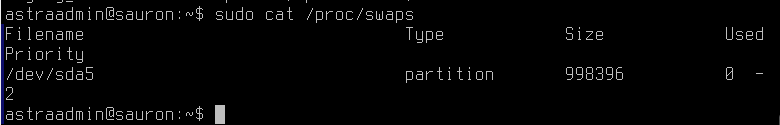 astraadmin@sauron:~$ sudo cat /proc/swaps
Filename Type Size Used
Priority
/dev/sda5 partition 998396 0 -
2
astraadmin@sauron:~$